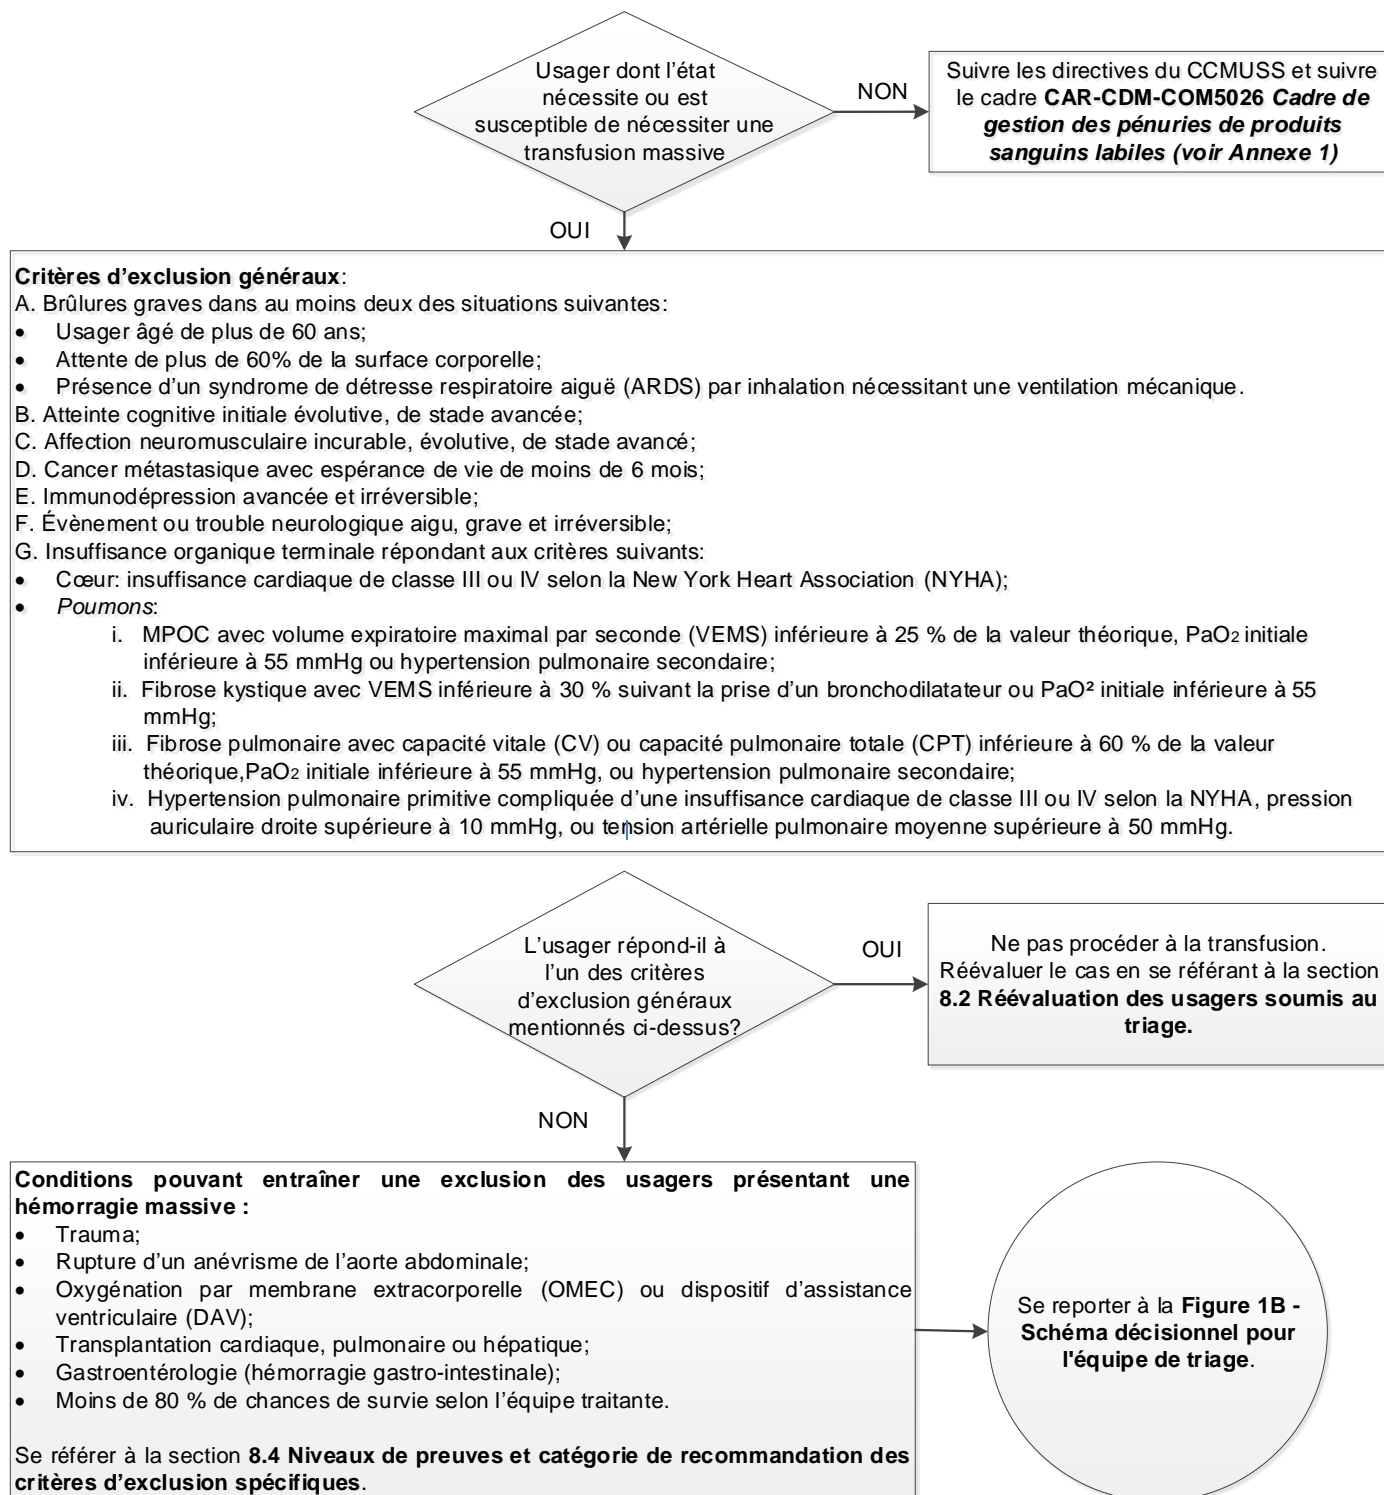 Usager dont l'état
nécessite ou est
susceptible de nécessiter une
transfusion massive
NON
Suivre les directives du CCMUSS et suivre
le cadre CAR-CDM-COM5026 Cadre de
gestion des pénuries de produits
sanguins labiles (voir Annexe 1)
OUI
Critères d'exclusion généraux:
A. Brûlures graves dans au moins deux des situations suivantes:
• Usager âgé de plus de 60 ans;
• Attente de plus de 60% de la surface corporelle;
• Présence d'un syndrome de détresse respiratoire aiguë (ARDS) par inhalation nécessitant une ventilation mécanique.
B. Atteinte cognitive initiale évolutive, de stade avancée;
C. Affection neuromusculaire incurable, évolutive, de stade avancé;
D. Cancer métastasique avec espérance de vie de moins de 6 mois;
E. Immunodépression avancée et irréversible;
F. Évènement ou trouble neurologique aigu, grave et irréversible;
G. Insuffisance organique terminale répondant aux critères suivants:
• Cœur: insuffisance cardiaque de classe III ou IV selon la New York Heart Association (NYHA);
• Poumons:
i. MPOC avec volume expiratoire maximal par seconde (VEMS) inférieure à 25 % de la valeur théorique, PaO₂ initiale
inférieure à 55 mmHg ou hypertension pulmonaire secondaire;
ii. Fibrose kystique avec VEMS inférieure à 30 % suivant la prise d'un bronchodilatateur ou PaO² initiale inférieure à 55
mmHg;
iii. Fibrose pulmonaire avec capacité vitale (CV) ou capacité pulmonaire totale (CPT) inférieure à 60 % de la valeur
théorique,PaO₂ initiale inférieure à 55 mmHg, ou hypertension pulmonaire secondaire;
iv. Hypertension pulmonaire primitive compliquée d'une insuffisance cardiaque de classe III ou IV selon la NYHA, pression
auriculaire droite supérieure à 10 mmHg, ou tension artérielle pulmonaire moyenne supérieure à 50 mmHg.
L'usager répond-il à
l'un des critères
d'exclusion généraux
mentionnés ci-dessus?
OUI
Ne pas procéder à la transfusion.
Réévaluer le cas en se référant à la section
8.2 Réévaluation des usagers soumis au
triage.
NON
Conditions pouvant entraîner une exclusion des usagers présentant une
hémorragie massive :
• Trauma;
• Rupture d'un anévrisme de l'aorte abdominale;
• Oxygénation par membrane extracorporelle (OMEC) ou dispositif d'assistance
ventriculaire (DAV);
• Transplantation cardiaque, pulmonaire ou hépatique;
• Gastroentérologie (hémorragie gastro-intestinale);
• Moins de 80 % de chances de survie selon l'équipe traitante.
Se référer à la section 8.4 Niveaux de preuves et catégorie de recommandation des
critères d'exclusion spécifiques.
Se reporter à la Figure 1B -
Schéma décisionnel pour
l'équipe de triage.